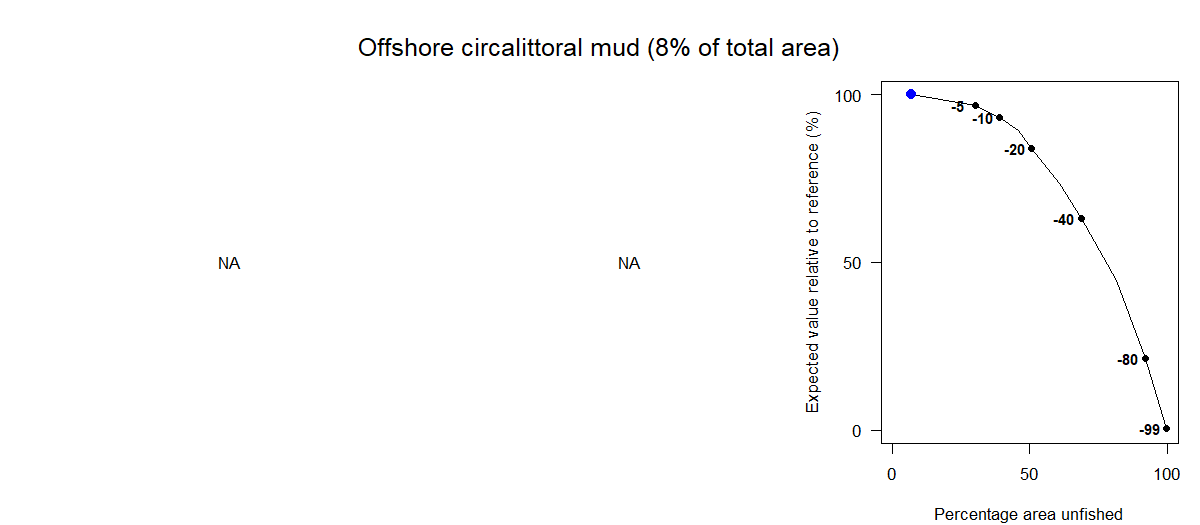 Offshore circalittoral mud (8% of total area)
NA
NA
Expected value relative to reference (%)
100
50
0
-5
-10
-20
-40
-80
-99
0 50 100
Percentage area unfished